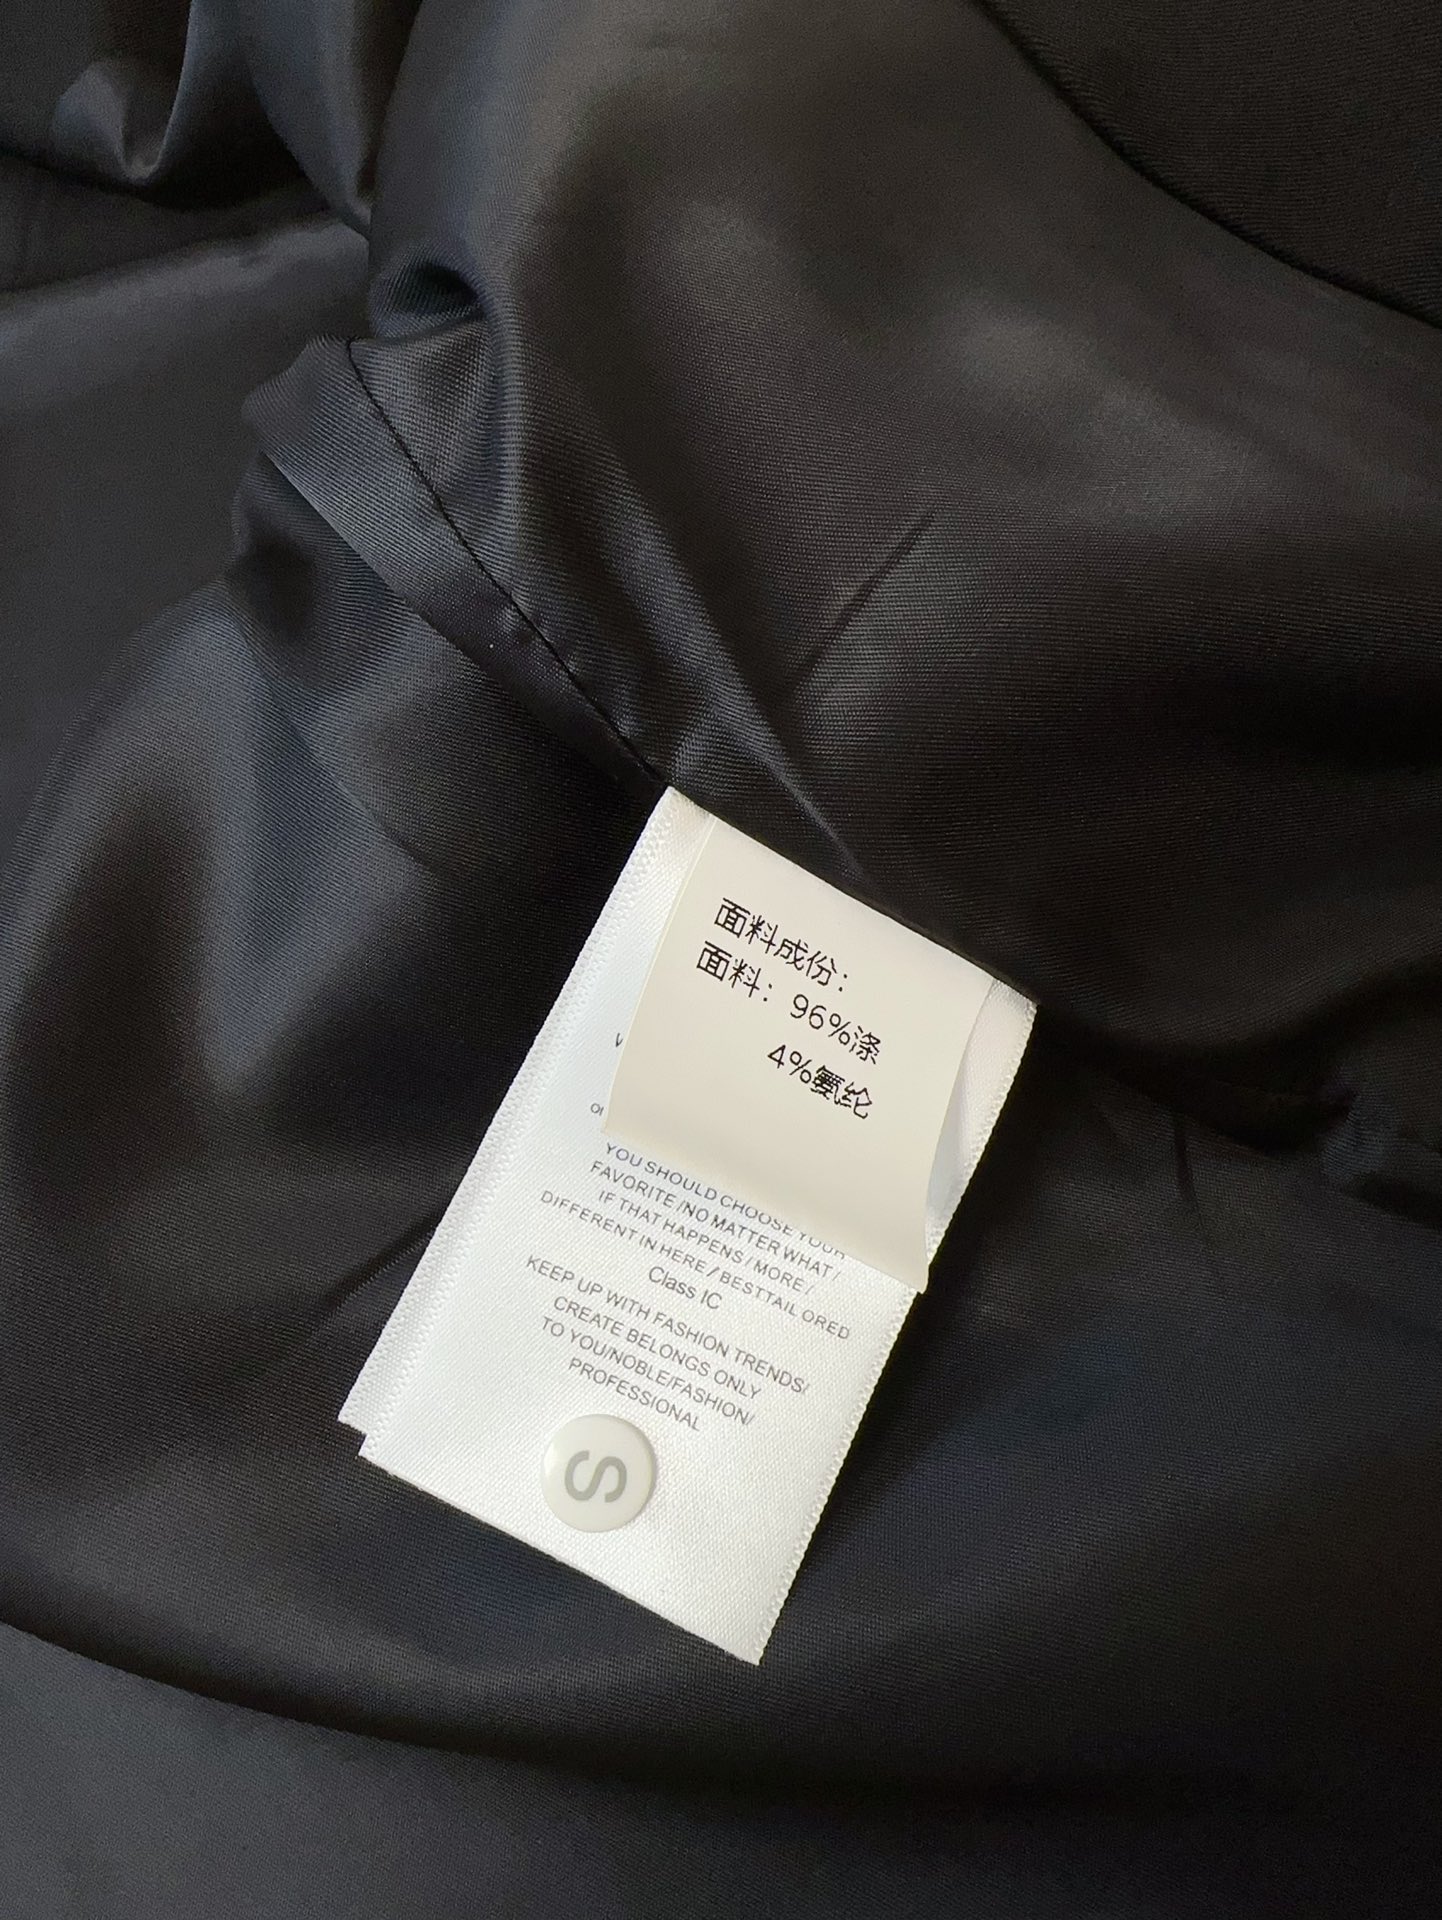 面料成份:
面料: 96%涤
4%氨纶
YOU SHOULD CHOOSE YOUR
FAVORITE /NO MATTER WHAT /
IF THAT HAPPENS / MORE /
DIFFERENT IN HERE / BESTTAIL ORED
Class IC
KEEP UP WITH FASHION TRENDS/
CREATE BELONGS ONLY
TO YOU/NOBLE/FASHION/
PROFESSIONAL
S